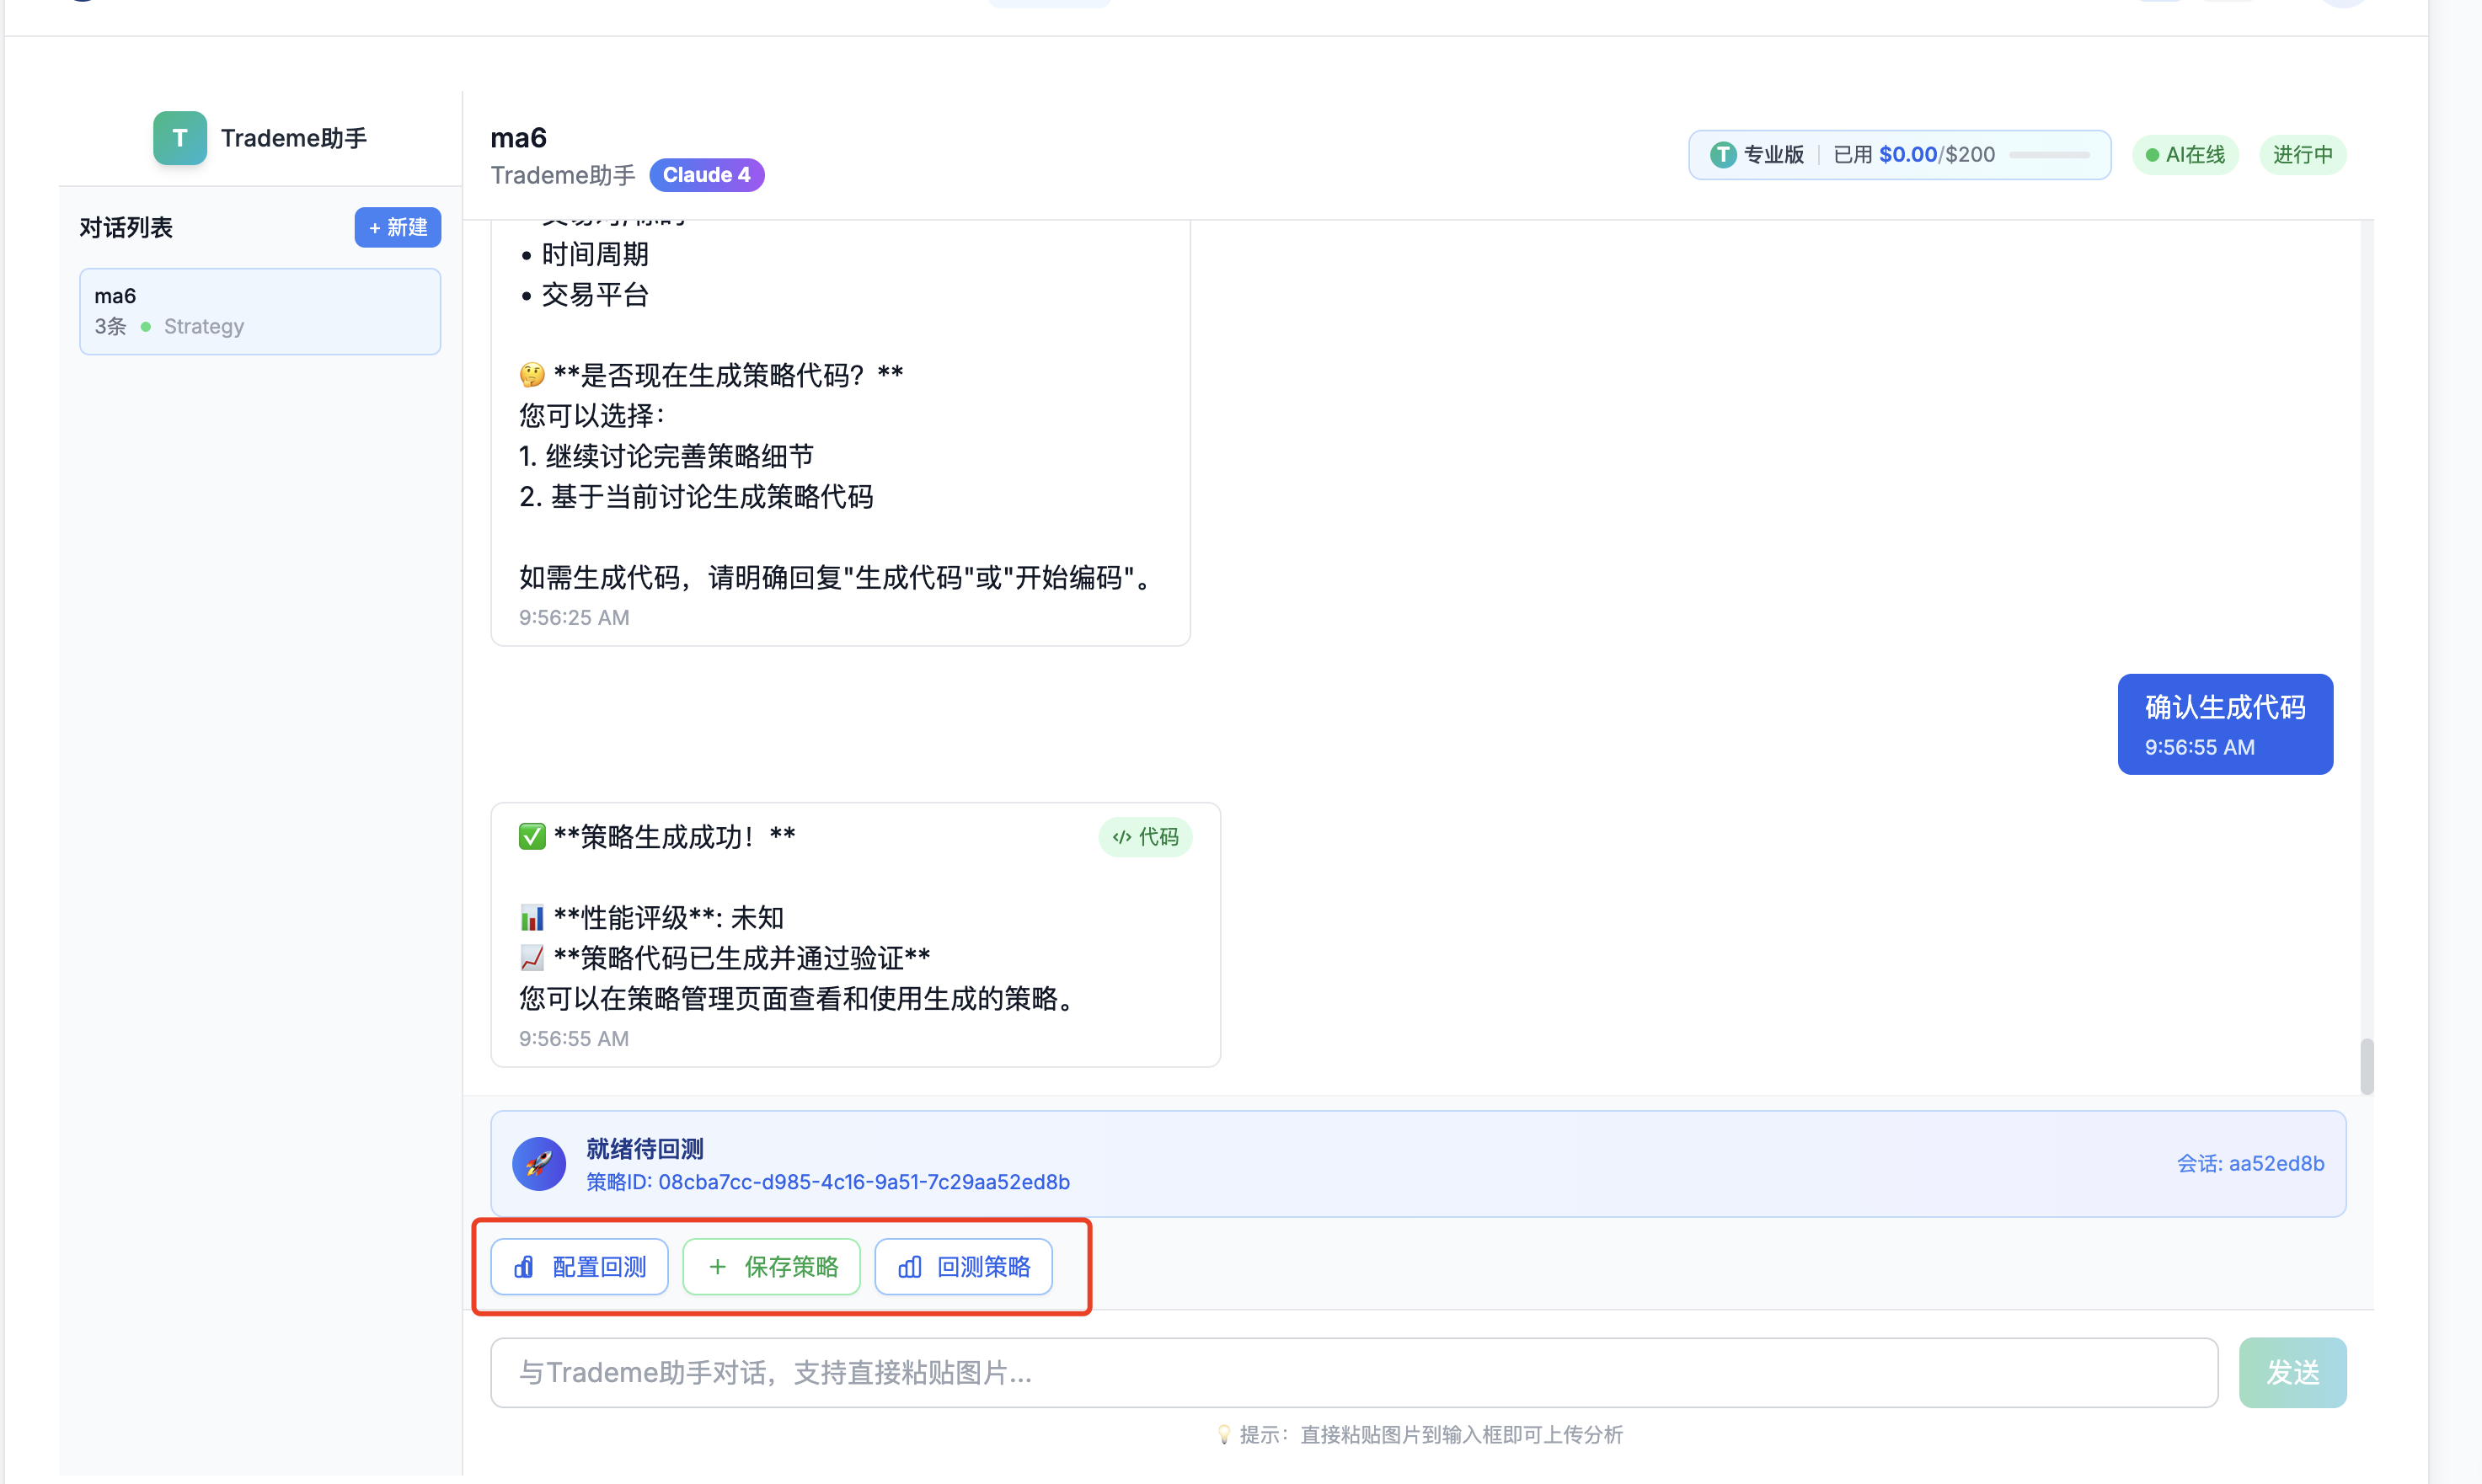 T Trademe助手
对话列表
+ 新建
ma6
3条 Strategy
ma6
Trademe助手 Claude 4
T 专业版 已用 $0.00/$200
AI在线
进行中
• 时间周期
• 交易平台
🤔 **是否现在生成策略代码？**
您可以选择：
1. 继续讨论完善策略细节
2. 基于当前讨论生成策略代码
如需生成代码，请明确回复"生成代码"或"开始编码"。
9:56:25 AM
确认生成代码
9:56:55 AM
✅ **策略生成成功！**
</> 代码
📊 **性能评级**: 未知
📈 **策略代码已生成并通过验证**
您可以在策略管理页面查看和使用生成的策略。
9:56:55 AM
就绪待回测
策略ID: 08cba7cc-d985-4c16-9a51-7c29aa52ed8b
会话: aa52ed8b
配置回测
+ 保存策略
回测策略
与Trademe助手对话，支持直接粘贴图片...
发送
💡 提示：直接粘贴图片到输入框即可上传分析